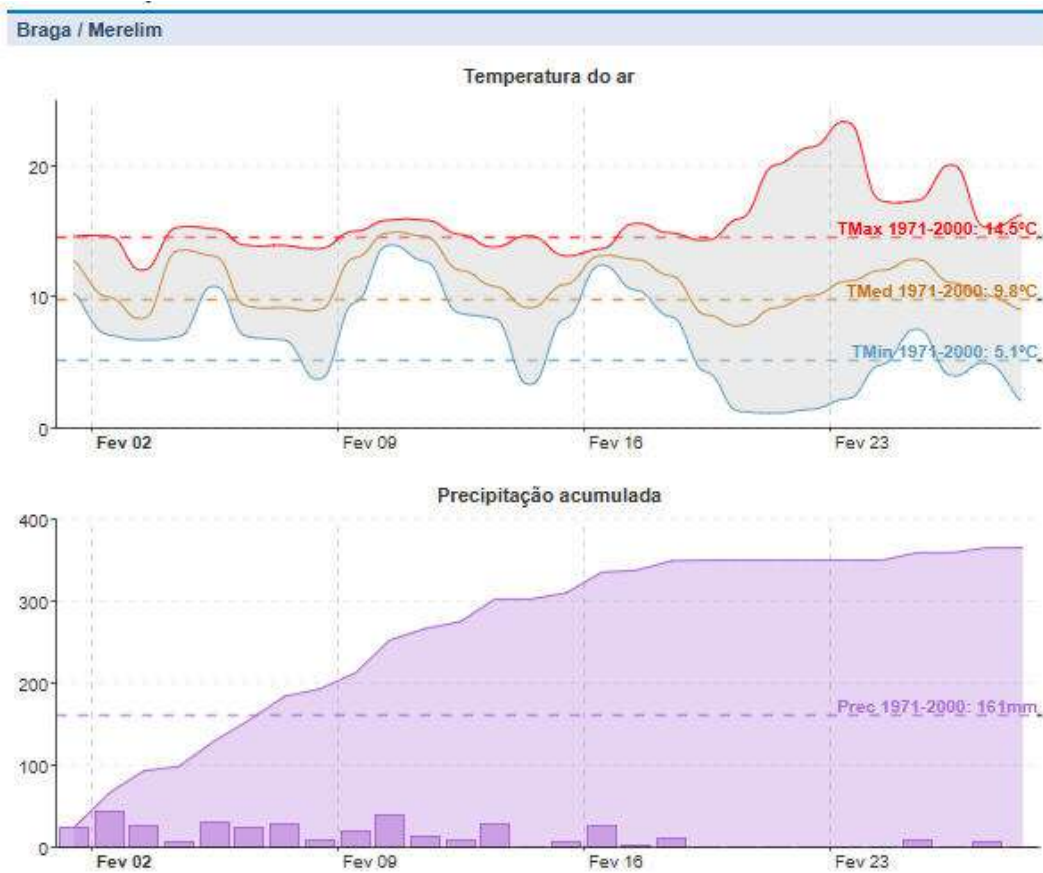 Braga / Merelim
Temperatura do ar
20
TMax 1971-2000: 14.5ºC
10
TMed 1971-2000: 9.8ºC
TMin 1971-2000: 5.1ºC
0
Fev 02 Fev 09 Fev 16 Fev 23
Precipitação acumulada
400
300
200
Prec 1971-2000: 161mm
100
0
Fev 02 Fev 09 Fev 16 Fev 23